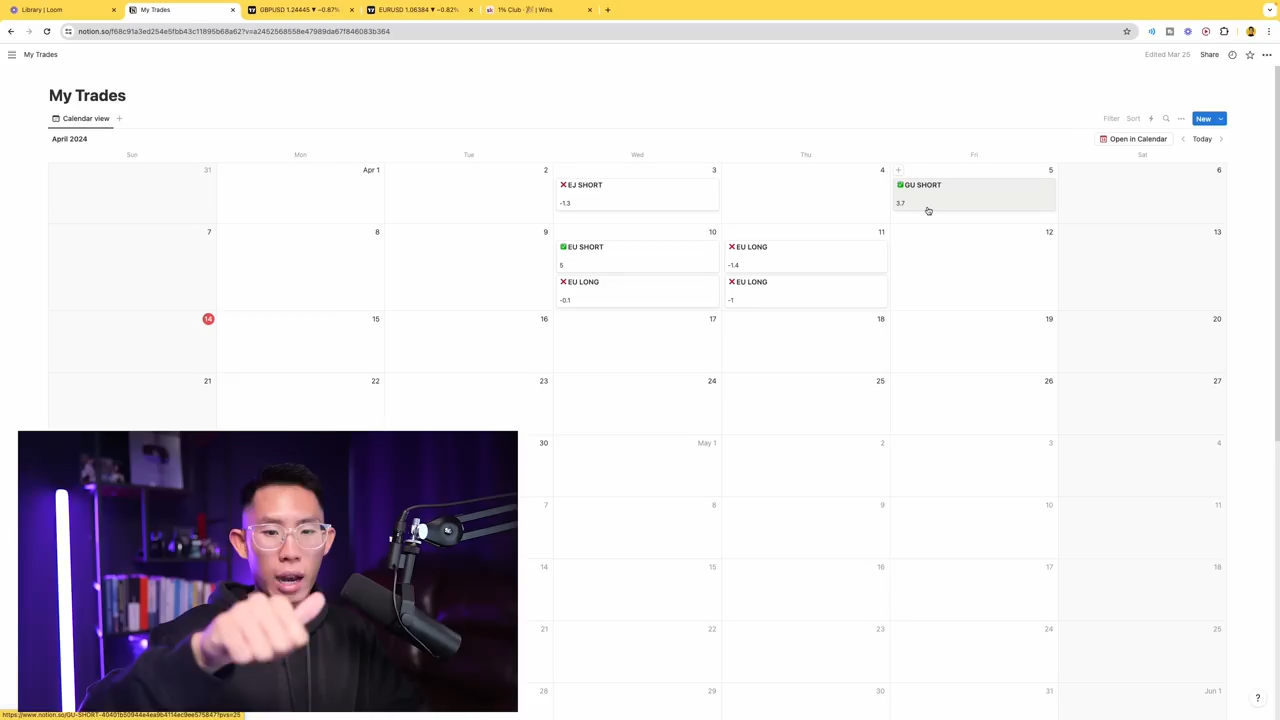 Library | Loom
My Trades
GBPUSD 1.24445 ▼ −0.87%
EURUSD 1.06384 ▼ −0.82%
1% Club · 🎉 | Wins
notion.so/f68c91a3ed254e5fbb43c11895b68a62?v=a2452568558e47989da67f846083b364
My Trades
Edited Mar 25
Share
My Trades
Calendar view
Filter
Sort
New
April 2024
Open in Calendar
Today
Sun
Mon
Tue
Wed
Thu
Fri
Sat
31
Apr 1
2
3
4
5
6
❌EJ SHORT
-1.3
✅GU SHORT
3.7
7
8
9
10
11
12
13
✅EU SHORT
5
❌EU LONG
-0.1
❌EU LONG
-1.4
❌EU LONG
-1
14
15
16
17
18
19
20
21
22
23
24
25
26
27
30
May 1
2
3
4
7
8
9
10
11
14
15
16
17
18
21
22
23
24
25
28
29
30
31
Jun 1
?